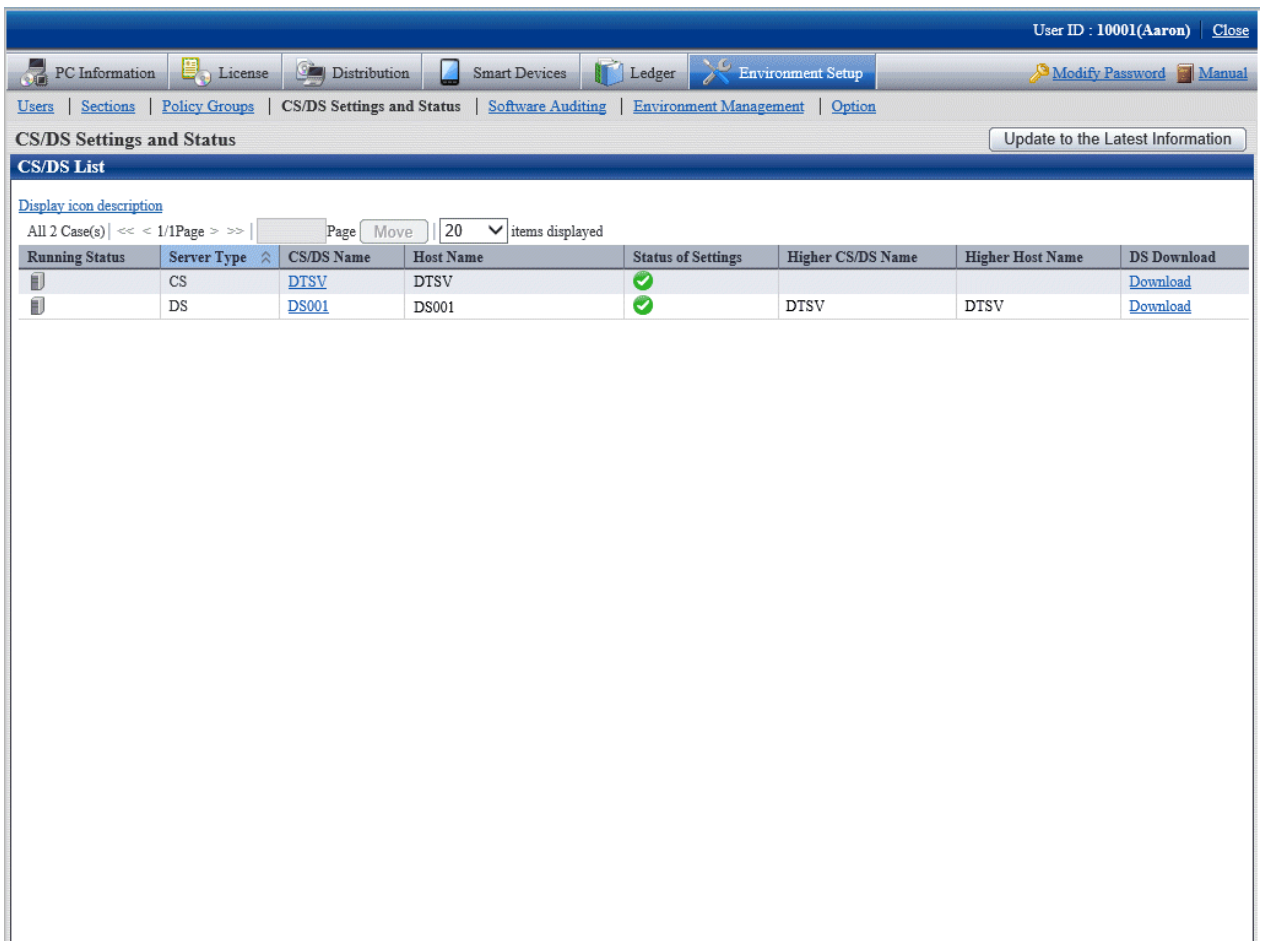 User ID : 10001(Aaron) Close
PC Information License Distribution Smart Devices Ledger Environment Setup Modify Password Manual
Users | Sections | Policy Groups | CS/DS Settings and Status | Software Auditing | Environment Management | Option
CS/DS Settings and Status Update to the Latest Information
CS/DS List
Display icon description
All 2 Case(s) | << < 1/1Page > >> | Page Move | 20 items displayed
Running Status Server Type CS/DS Name Host Name Status of Settings Higher CS/DS Name Higher Host Name DS Download
CS DTSV DTSV Download
DS DS001 DS001 DTSV DTSV Download